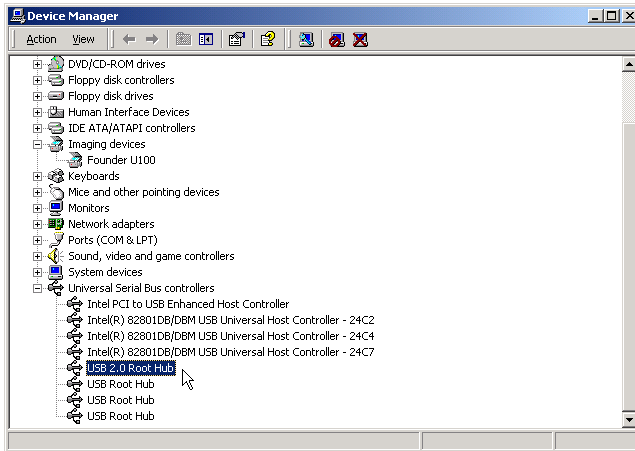 Device Manager
Action View
DVD/CD-ROM drives
Floppy disk controllers
Floppy disk drives
Human Interface Devices
IDE ATA/ATAPI controllers
Imaging devices
Founder U100
Keyboards
Mice and other pointing devices
Monitors
Network adapters
Ports (COM & LPT)
Sound, video and game controllers
System devices
Universal Serial Bus controllers
Intel PCI to USB Enhanced Host Controller
Intel(R) 82801DB/DBM USB Universal Host Controller - 24C2
Intel(R) 82801DB/DBM USB Universal Host Controller - 24C4
Intel(R) 82801DB/DBM USB Universal Host Controller - 24C7
USB 2.0 Root Hub
USB Root Hub
USB Root Hub
USB Root Hub